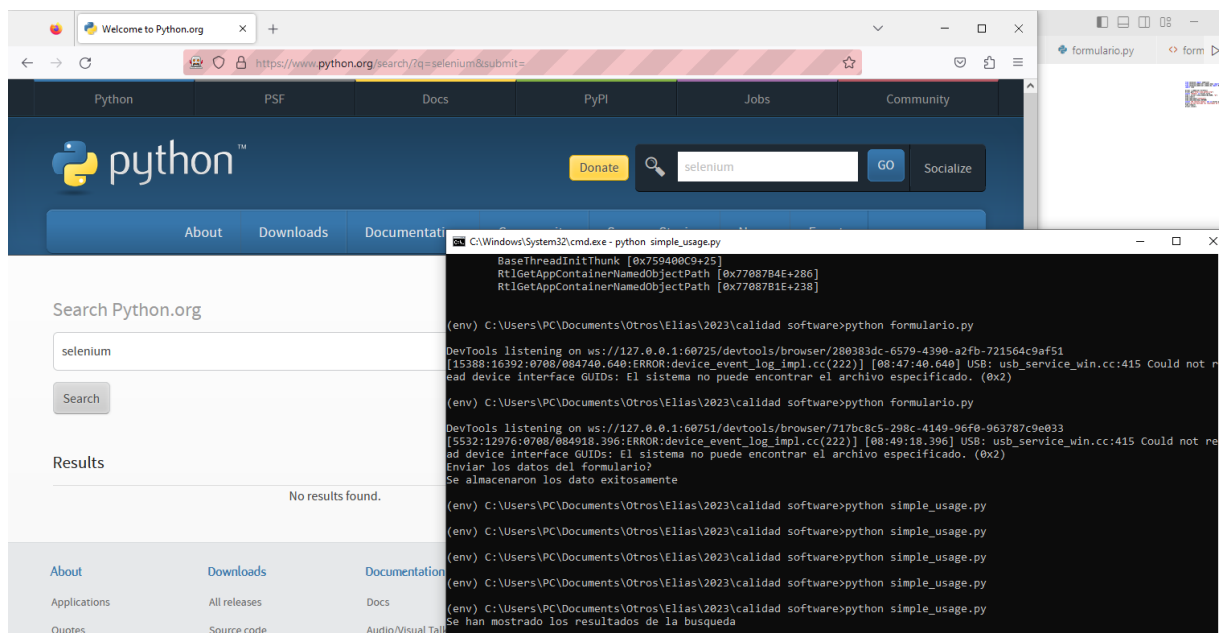 Welcome to Python.org
https://www.python.org/search/?q=selenium&submit=
formulario.py
form
Python PSF Docs PyPI Jobs Community
python™
Donate
selenium
GO
Socialize
About Downloads Documentati
Search Python.org
selenium
Search
Results
No results found.
About Downloads Documentation
Applications All releases Docs
Quotes Source code Audio/Visual Talk
C:\Windows\System32\cmd.exe - python simple_usage.py
BaseThreadInitThunk [0x759400C9+25]
RtlGetAppContainerNamedObjectPath [0x77087B4E+286]
RtlGetAppContainerNamedObjectPath [0x77087B1E+238]
(env) C:\Users\PC\Documents\Otros\Elias\2023\calidad software>python formulario.py
DevTools listening on ws://127.0.0.1:60725/devtools/browser/280383dc-6579-4390-a2fb-721564c9af51
[15388:16392:0708/084740.640:ERROR:device_event_log_impl.cc(222)] [08:47:40.640] USB: usb_service_win.cc:415 Could not r
ead device interface GUIDs: El sistema no puede encontrar el archivo especificado. (0x2)
(env) C:\Users\PC\Documents\Otros\Elias\2023\calidad software>python formulario.py
DevTools listening on ws://127.0.0.1:60751/devtools/browser/717bc8c5-298c-4149-96f0-963787c9e033
[5532:12976:0708/084918.396:ERROR:device_event_log_impl.cc(222)] [08:49:18.396] USB: usb_service_win.cc:415 Could not re
ad device interface GUIDs: El sistema no puede encontrar el archivo especificado. (0x2)
Enviar los datos del formulario?
Se almacenaron los dato exitosamente
(env) C:\Users\PC\Documents\Otros\Elias\2023\calidad software>python simple_usage.py
(env) C:\Users\PC\Documents\Otros\Elias\2023\calidad software>python simple_usage.py
(env) C:\Users\PC\Documents\Otros\Elias\2023\calidad software>python simple_usage.py
(env) C:\Users\PC\Documents\Otros\Elias\2023\calidad software>python simple_usage.py
(env) C:\Users\PC\Documents\Otros\Elias\2023\calidad software>python simple_usage.py
Se han mostrado los resultados de la busqueda